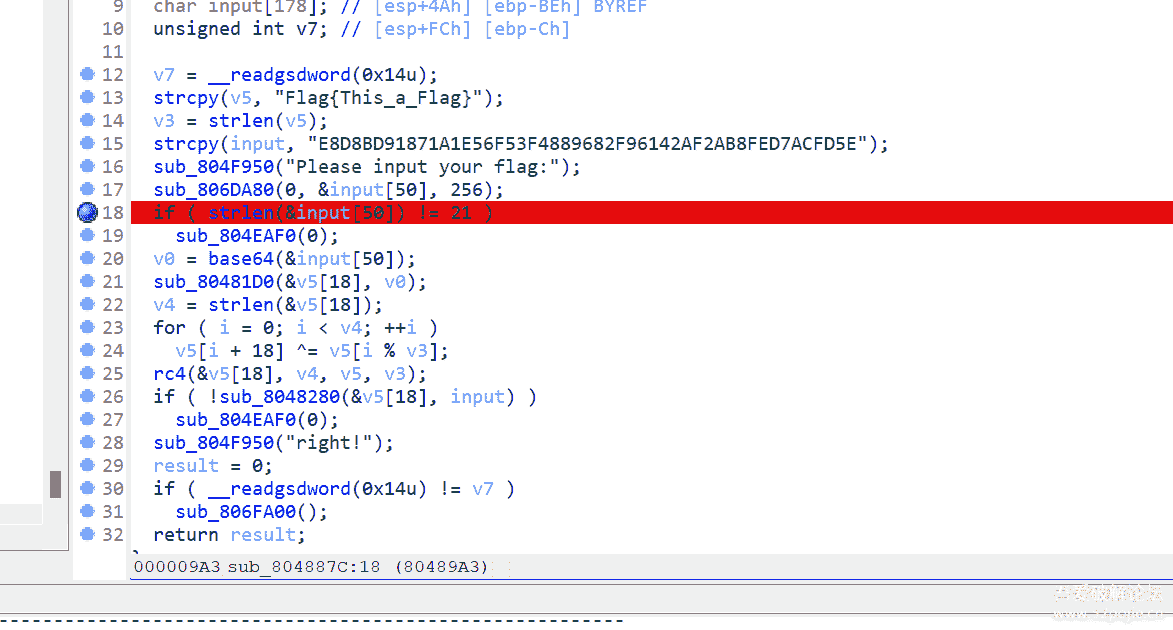 9 char input[178]; // [esp+4Ah] [ebp-BEh] BYREF
10 unsigned int v7; // [esp+FCh] [ebp-Ch]
11
12 v7 = __readgsdword(0x14u);
13 strcpy(v5, "Flag{This_a_Flag}");
14 v3 = strlen(v5);
15 strcpy(input, "E8D8BD91871A1E56F53F4889682F96142AF2AB8FED7ACFD5E");
16 sub_804F950("Please input your flag:");
17 sub_806DA80(0, &input[50], 256);
18 if ( strlen(&input[50]) != 21 )
19 sub_804EAF0(0);
20 v0 = base64(&input[50]);
21 sub_80481D0(&v5[18], v0);
22 v4 = strlen(&v5[18]);
23 for ( i = 0; i < v4; ++i )
24 v5[i + 18] ^= v5[i % v3];
25 rc4(&v5[18], v4, v5, v3);
26 if ( !sub_8048280(&v5[18], input) )
27 sub_804EAF0(0);
28 sub_804F950("right!");
29 result = 0;
30 if ( __readgsdword(0x14u) != v7 )
31 sub_806FA00();
32 return result;
000009A3 sub_804887C:18 (80489A3)